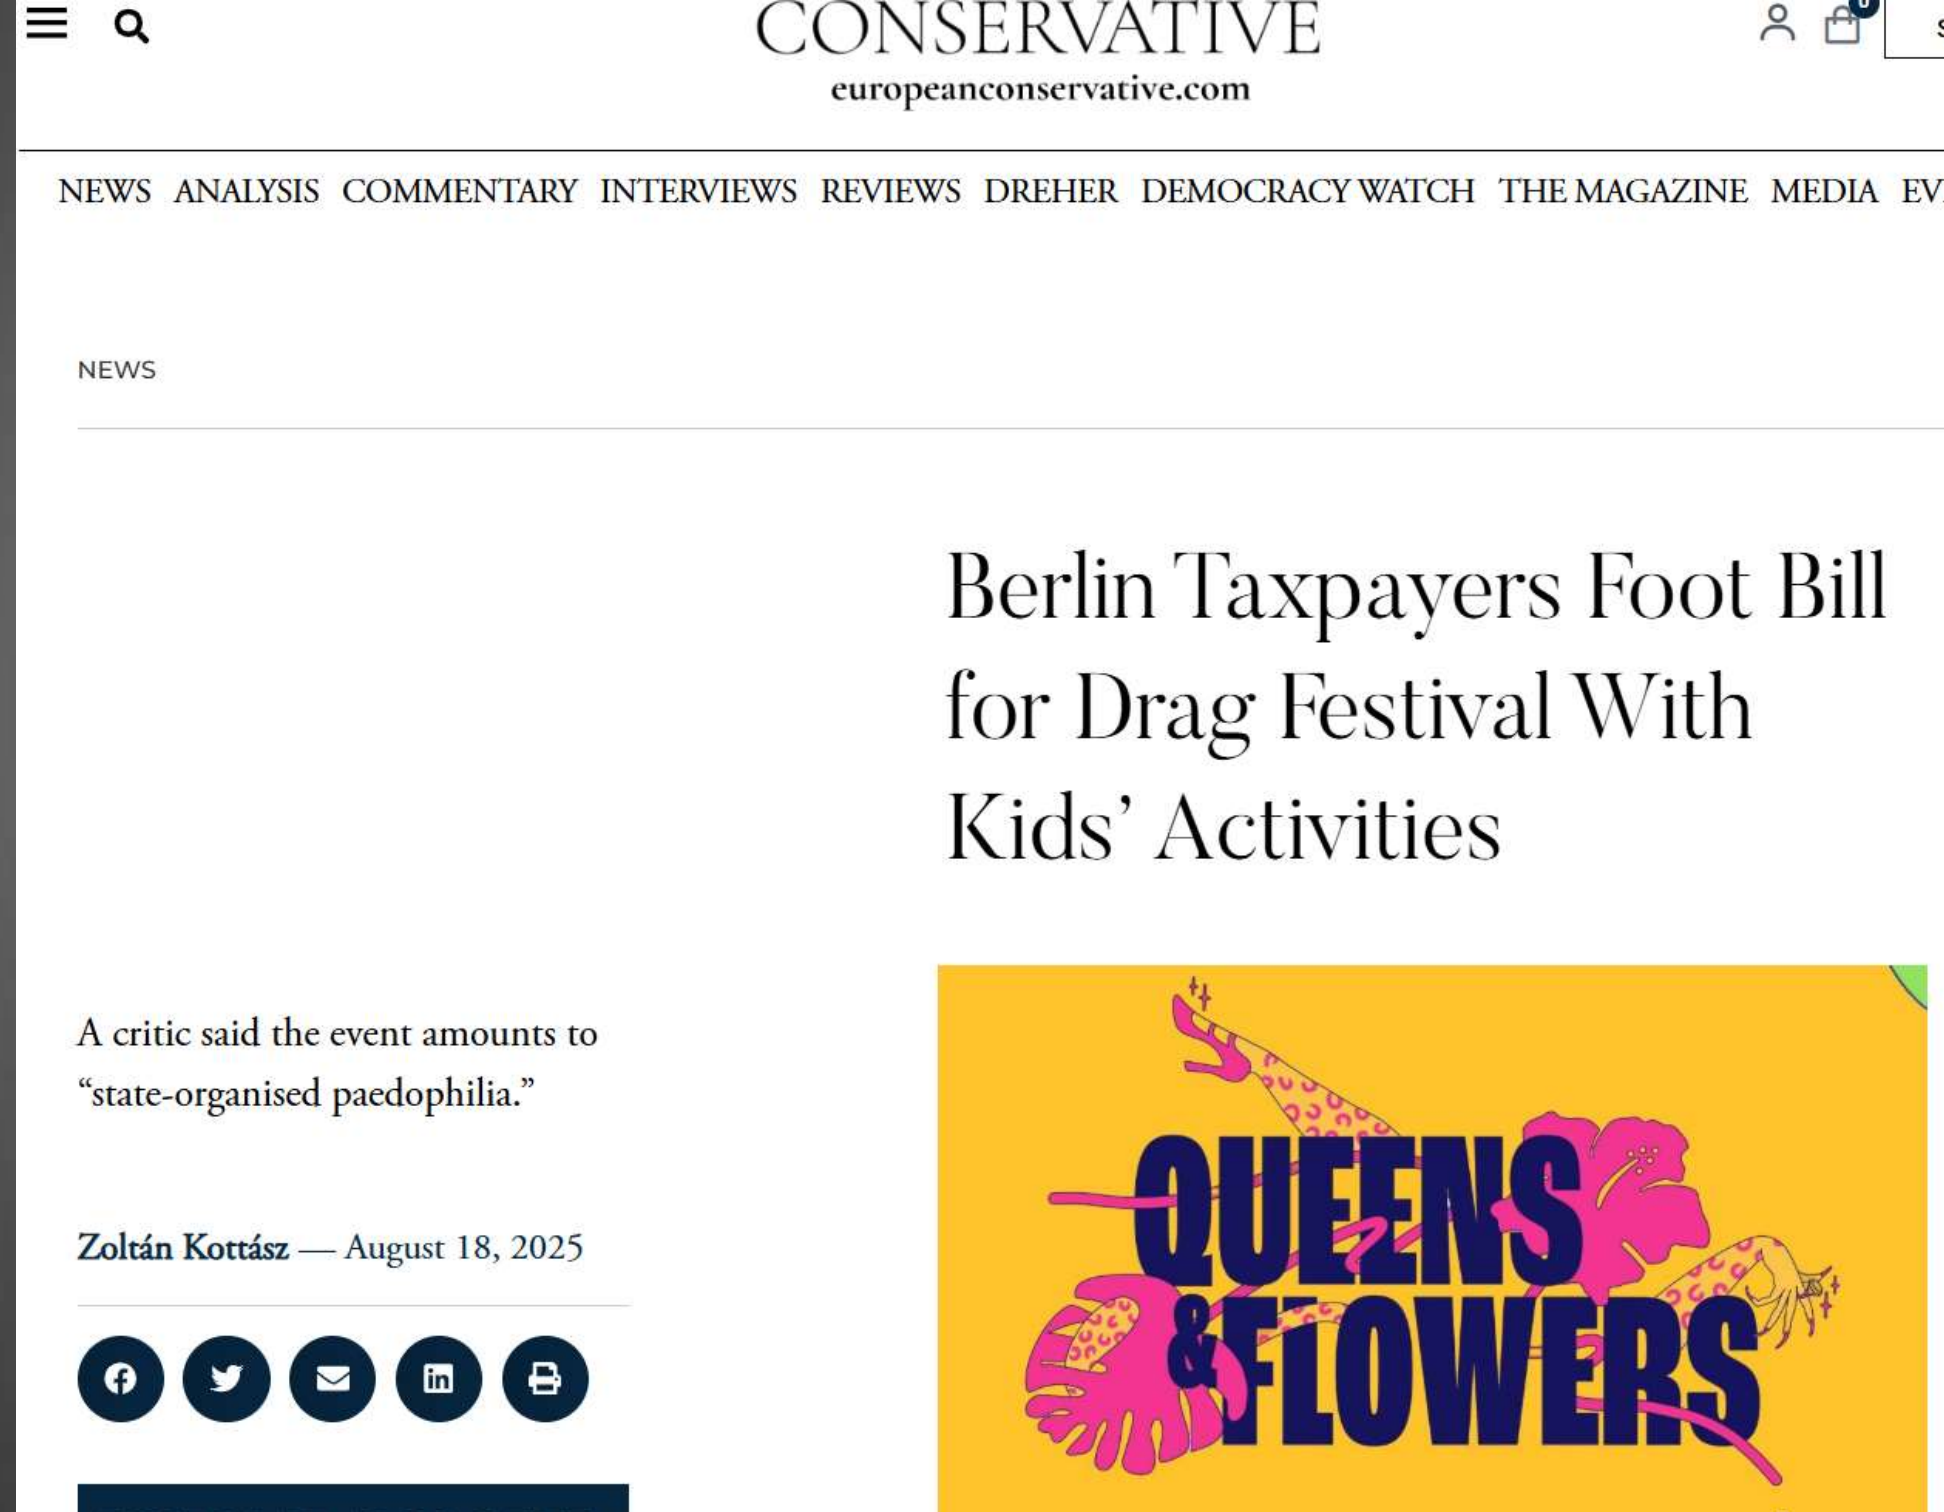 CONSERVATIVE
europeanconservative.com
NEWS ANALYSIS COMMENTARY INTERVIEWS REVIEWS DREHER DEMOCRACY WATCH THE MAGAZINE MEDIA
NEWS
Berlin Taxpayers Foot Bill
for Drag Festival With
Kids’ Activities
A critic said the event amounts to
“state-organised paedophilia.”
Zoltán Kottász — August 18, 2025
QUEENS
&FLOWERS